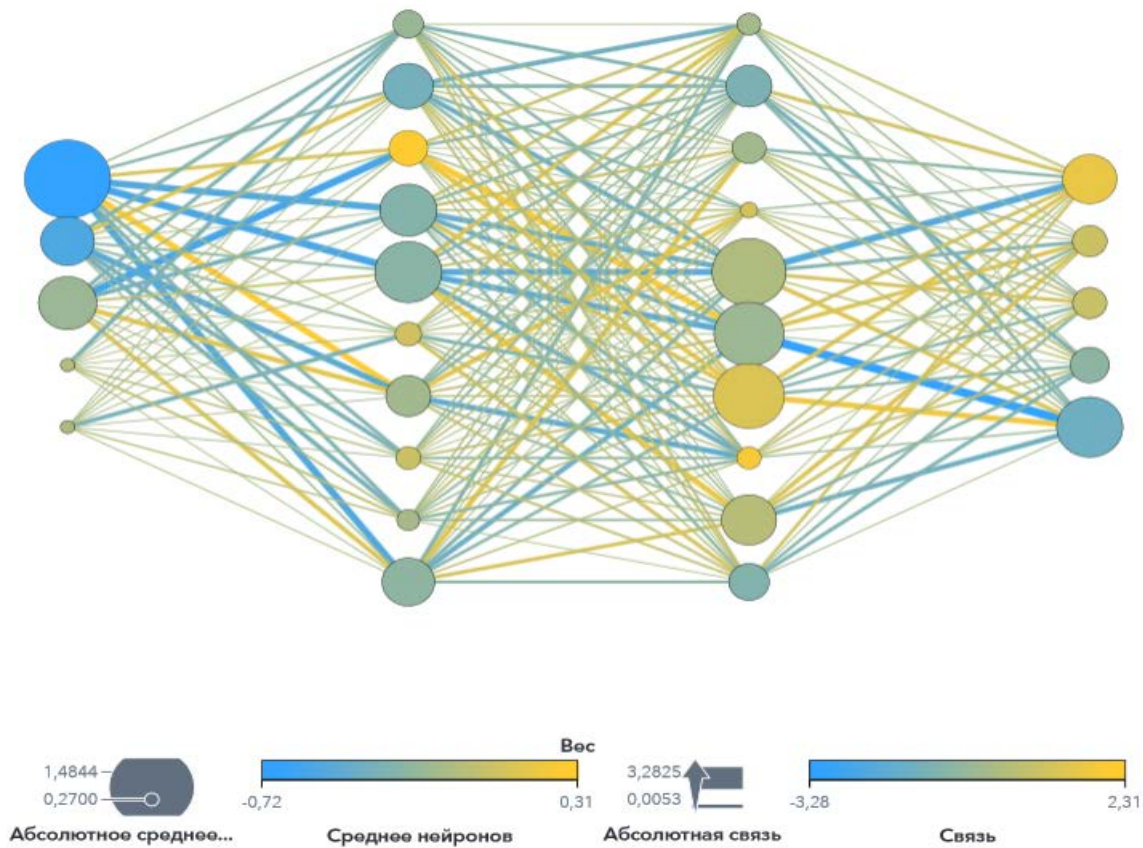 Вес
1,4844
0,2700
-0,72
0,31
3,2825
0,0053
-3,28
2,31
Абсолютное среднее...
Среднее нейронов
Абсолютная связь
Связь